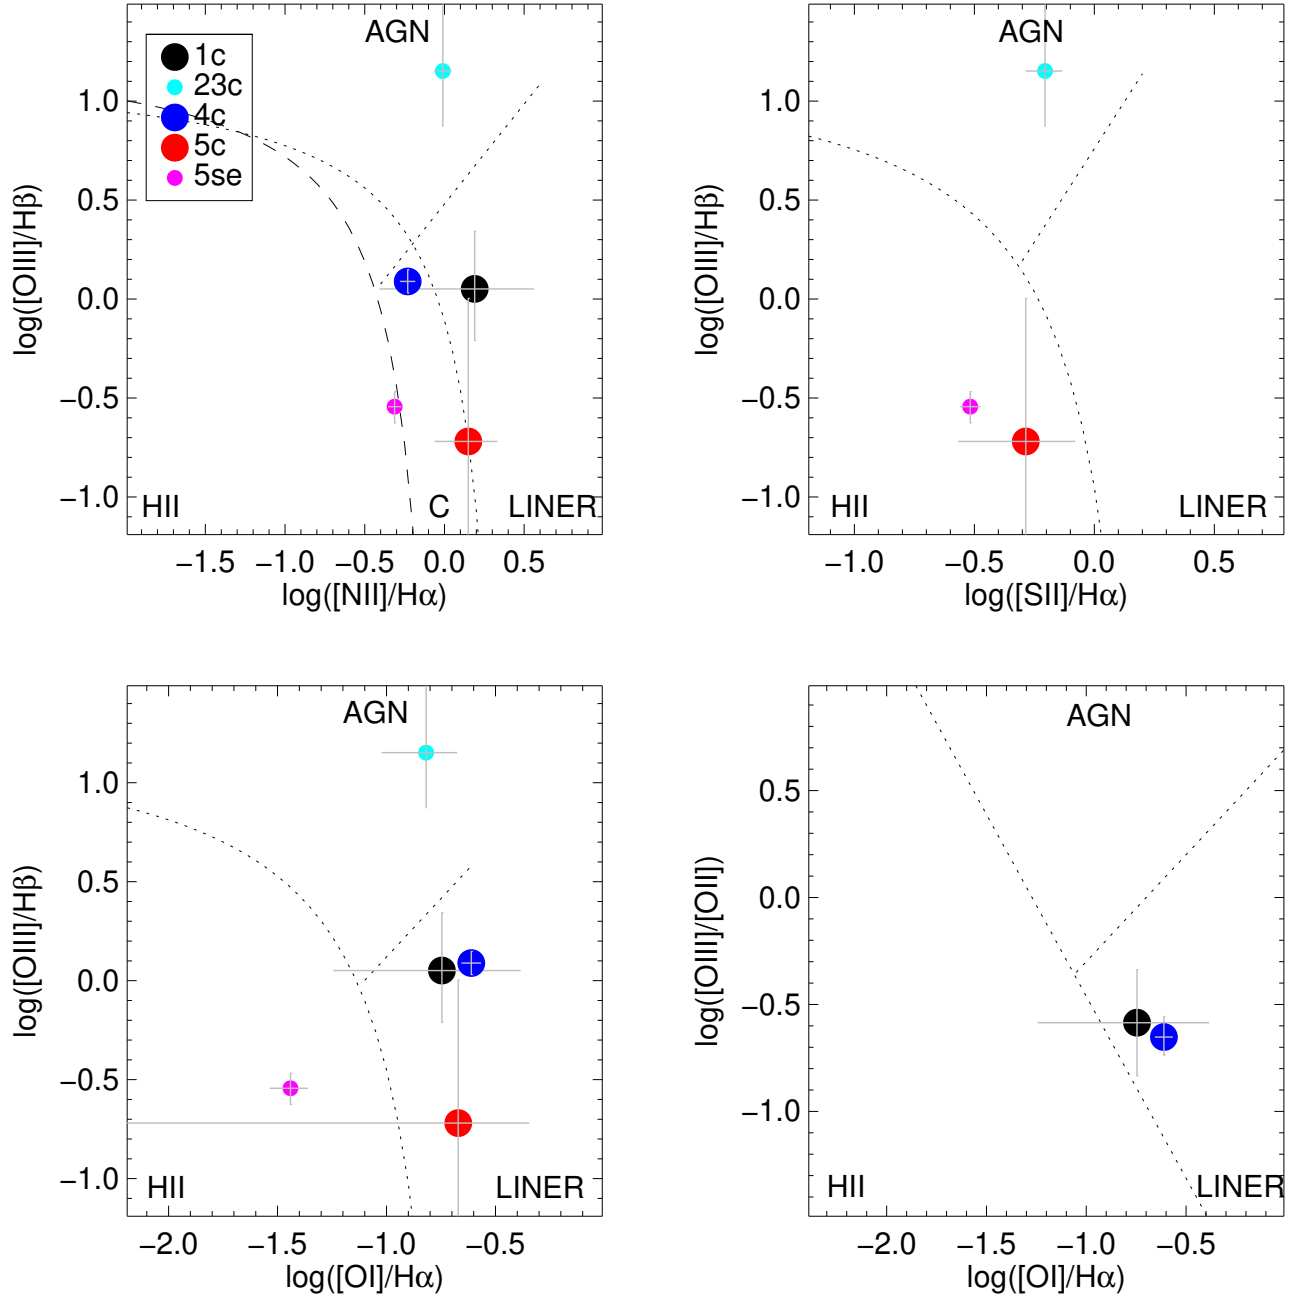 AGN
1c
23c
4c
5c
5se
1.0
0.5
0.0
−0.5
−1.0
log([OIII]/Hβ)
HII
C
LINER
−1.5 −1.0 −0.5 0.0 0.5
log([NII]/Hα)
AGN
1.0
0.5
0.0
−0.5
−1.0
log([OIII]/Hβ)
HII
LINER
−1.0 −0.5 0.0 0.5
log([SII]/Hα)
AGN
1.0
0.5
0.0
−0.5
−1.0
log([OIII]/Hβ)
HII
LINER
−2.0 −1.5 −1.0 −0.5
log([OI]/Hα)
AGN
0.5
0.0
−0.5
−1.0
log([OIII]/[OII])
HII
LINER
−2.0 −1.5 −1.0 −0.5
log([OI]/Hα)